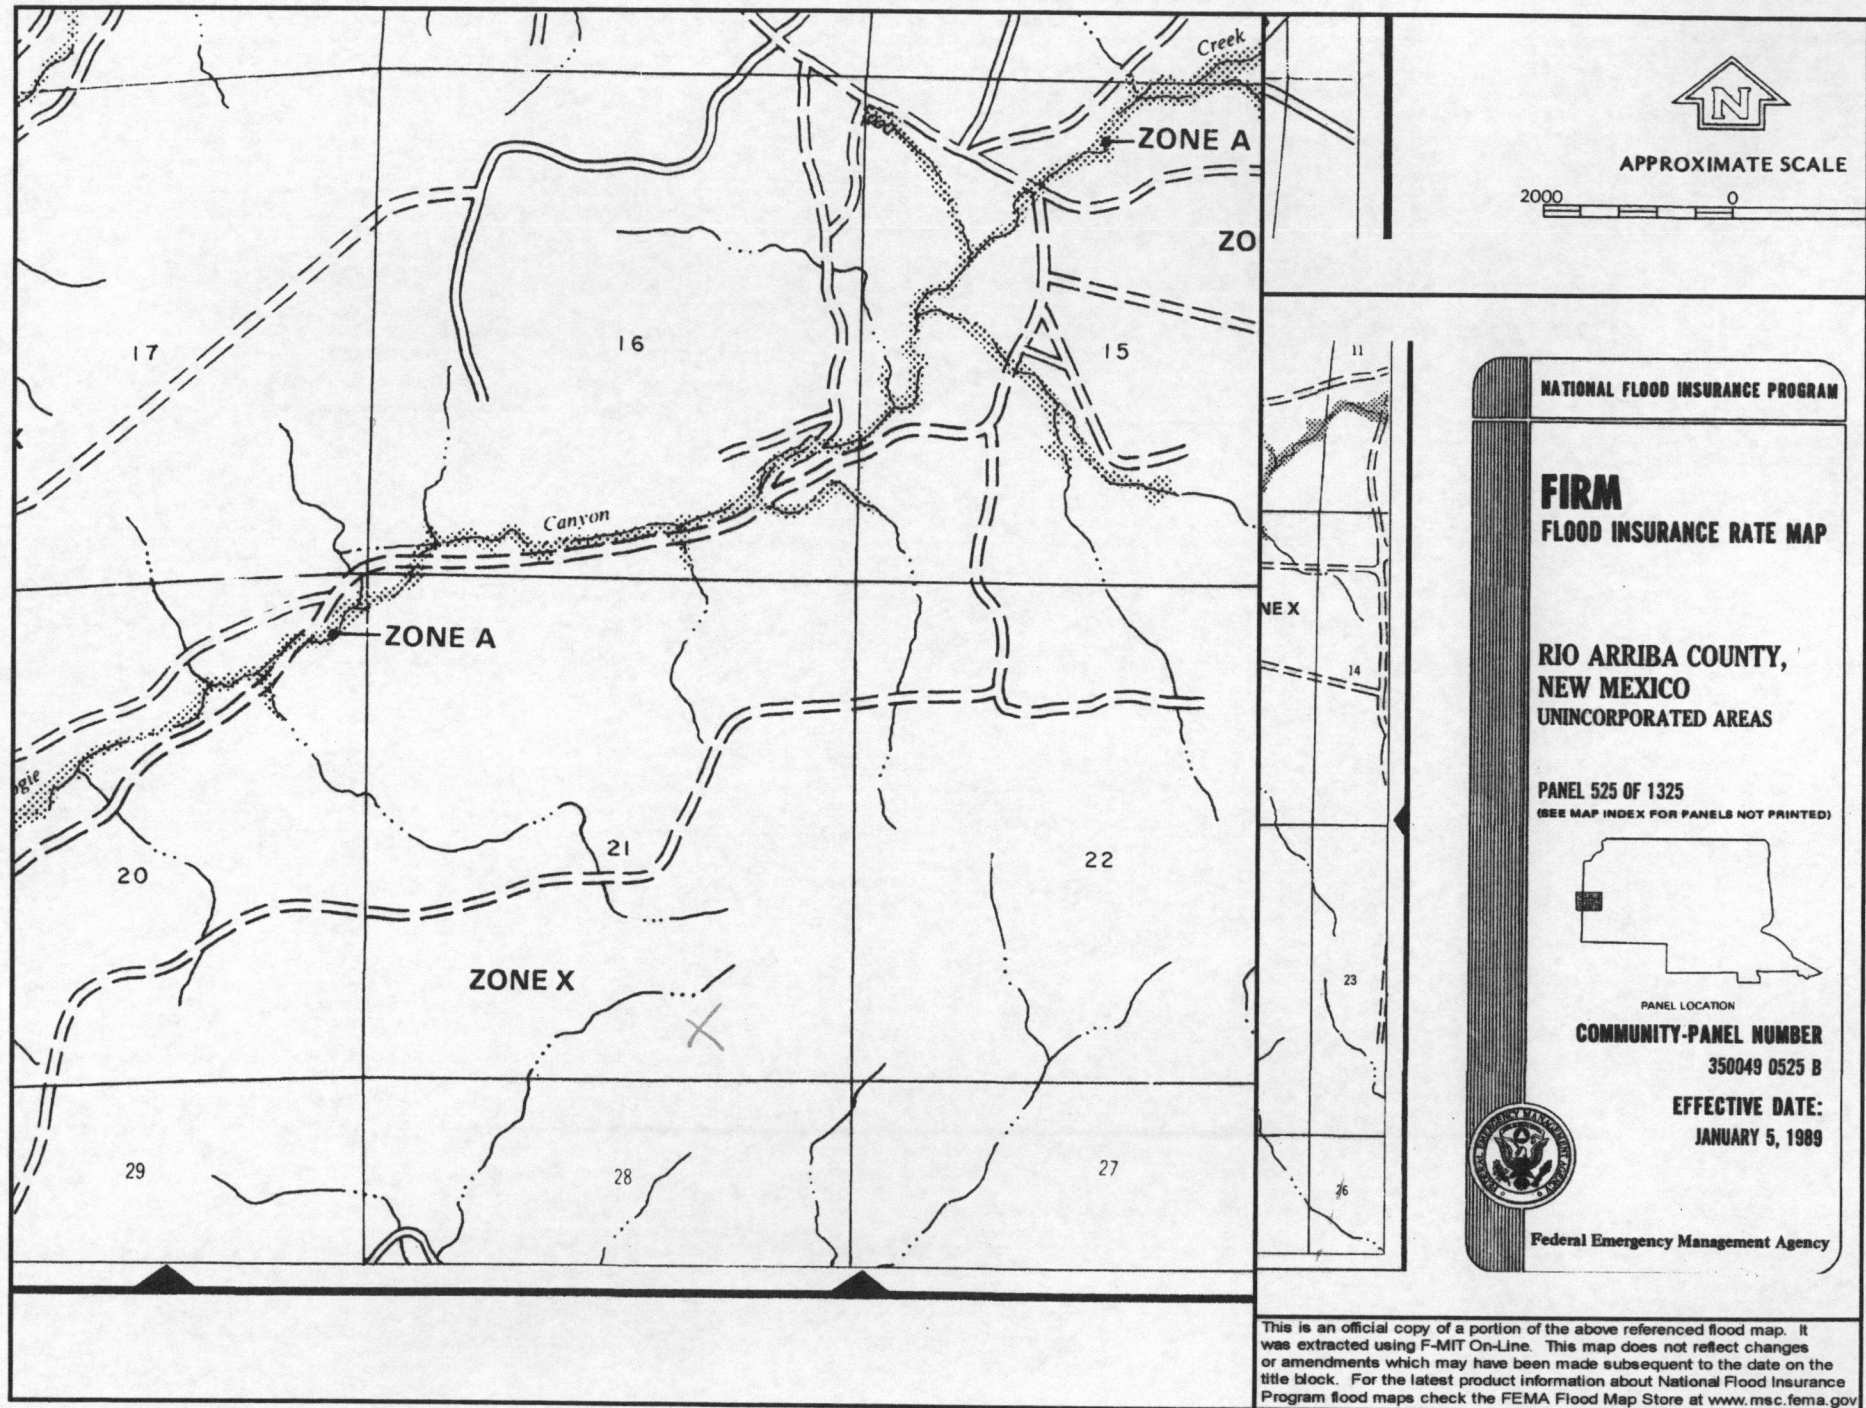 Creek
ZONE A
ZO
17
16
15
Canyon
ZONE A
20
21
22
ZONE X
29
28
27
11
NE X
14
23
26
N
APPROXIMATE SCALE
2000 0
NATIONAL FLOOD INSURANCE PROGRAM
FIRM
FLOOD INSURANCE RATE MAP
RIO ARRIBA COUNTY,
NEW MEXICO
UNINCORPORATED AREAS
PANEL 525 OF 1325
(SEE MAP INDEX FOR PANELS NOT PRINTED)
PANEL LOCATION
COMMUNITY-PANEL NUMBER
350049 0525 B
EFFECTIVE DATE:
JANUARY 5, 1989
FEDERAL EMERGENCY MANAGEMENT AGENCY
Federal Emergency Management Agency
This is an official copy of a portion of the above referenced flood map. It
was extracted using F-MIT On-Line. This map does not reflect changes
or amendments which may have been made subsequent to the date on the
title block. For the latest product information about National Flood Insurance
Program flood maps check the FEMA Flood Map Store at www.msc.fema.gov